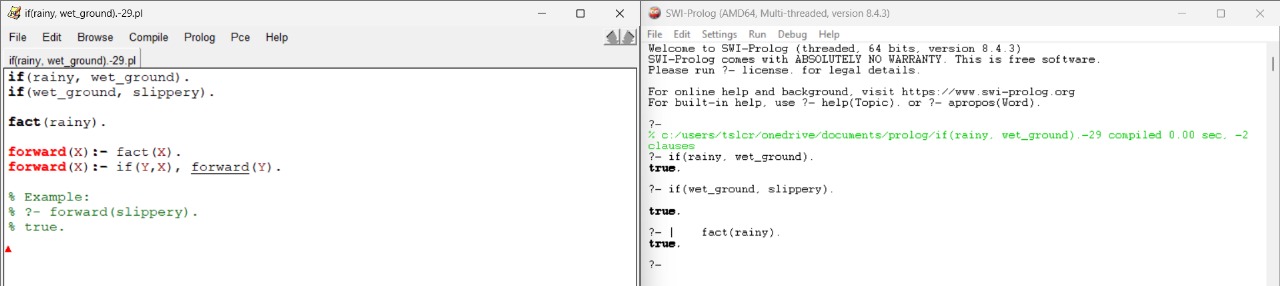 if(rainy, wet_ground).-29.pl
File Edit Browse Compile Prolog Pce Help
if(rainy, wet_ground).-29.pl
if(rainy, wet_ground).
if(wet_ground, slippery).
fact(rainy).
forward(X):- fact(X).
forward(X):- if(Y,X), forward(Y).
% Example:
% ?- forward(slippery).
% true.
SWI-Prolog (AMD64, Multi-threaded, version 8.4.3)
File Edit Settings Run Debug Help
Welcome to SWI-Prolog (threaded, 64 bits, version 8.4.3)
SWI-Prolog comes with ABSOLUTELY NO WARRANTY. This is free software.
Please run ?- license. for legal details.
For online help and background, visit https://www.swi-prolog.org
For built-in help, use ?- help(Topic). or ?- apropos(Word).
?-
% c:/users/tslcr/onedrive/documents/prolog/if(rainy, wet_ground).-29 compiled 0.00 sec, -2
clauses
?- if(rainy, wet_ground).
true.
?- if(wet_ground, slippery).
true.
?- |    fact(rainy).
true.
?-